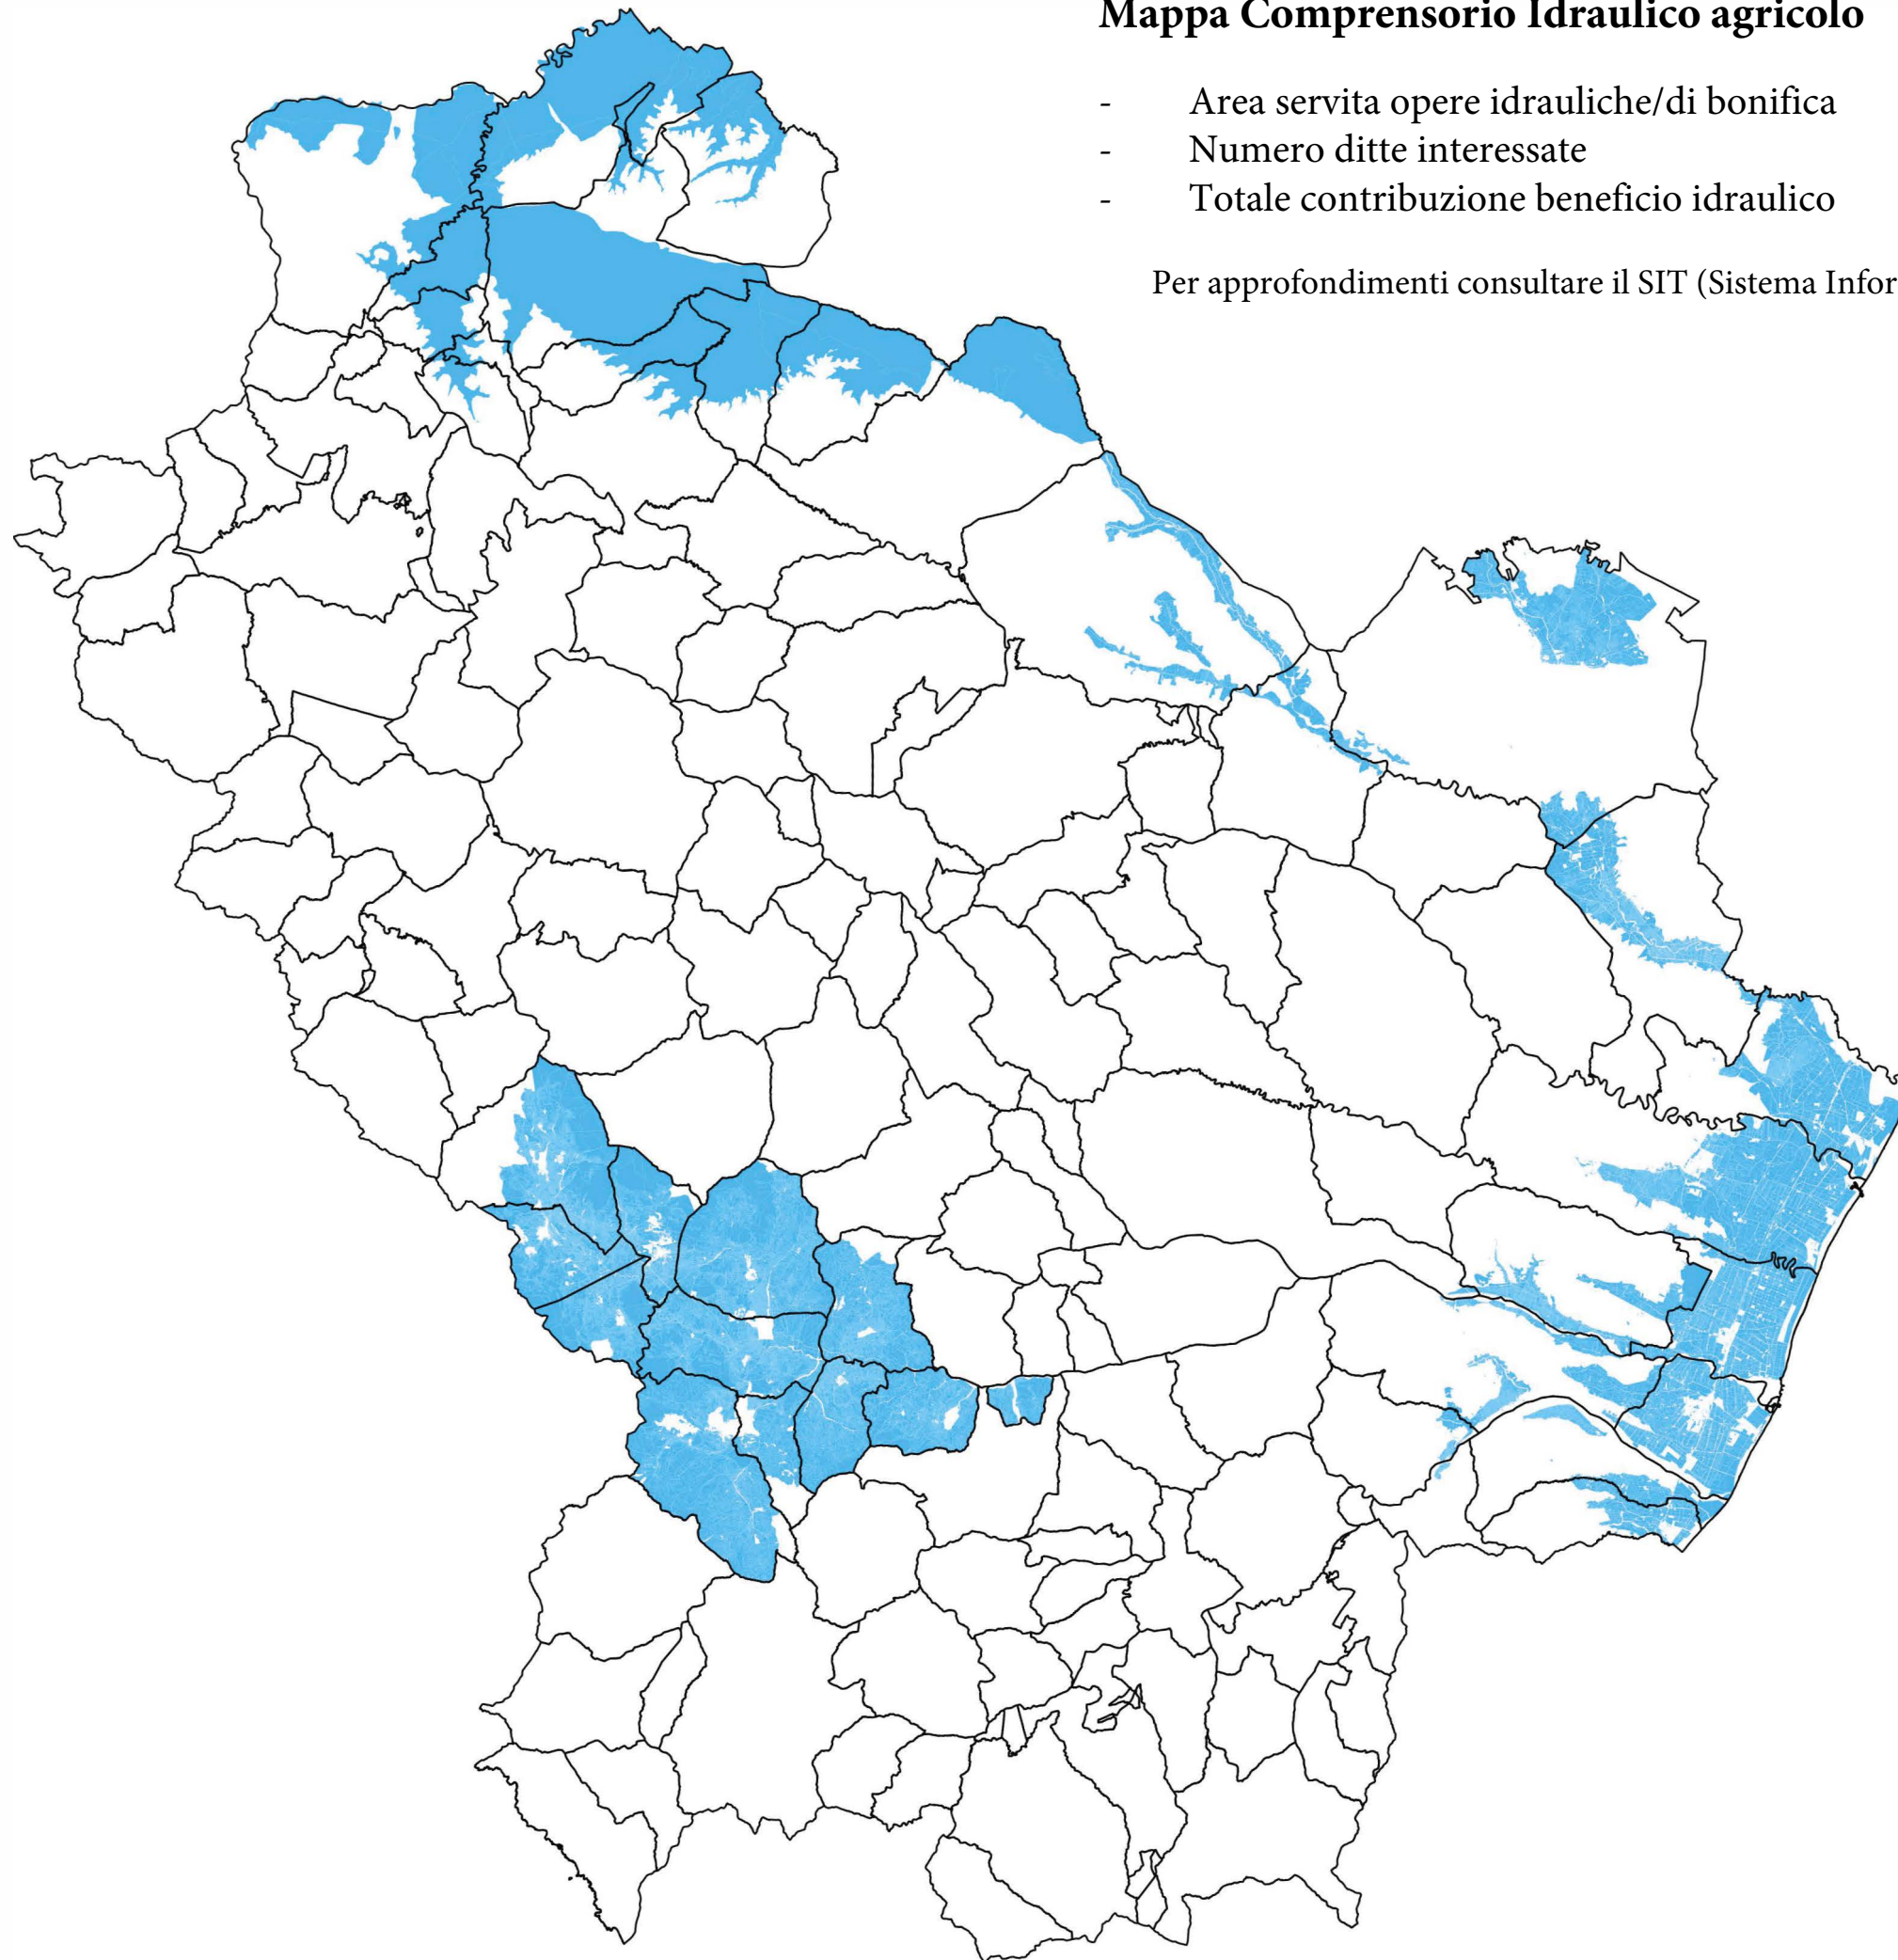 Mappa Comprensorio Idraulico agricolo
- Area servita opere idrauliche/di bonifica
- Numero ditte interessate
- Totale contribuzione beneficio idraulico
Per approfondimenti consultare il SIT (Sistema Infor